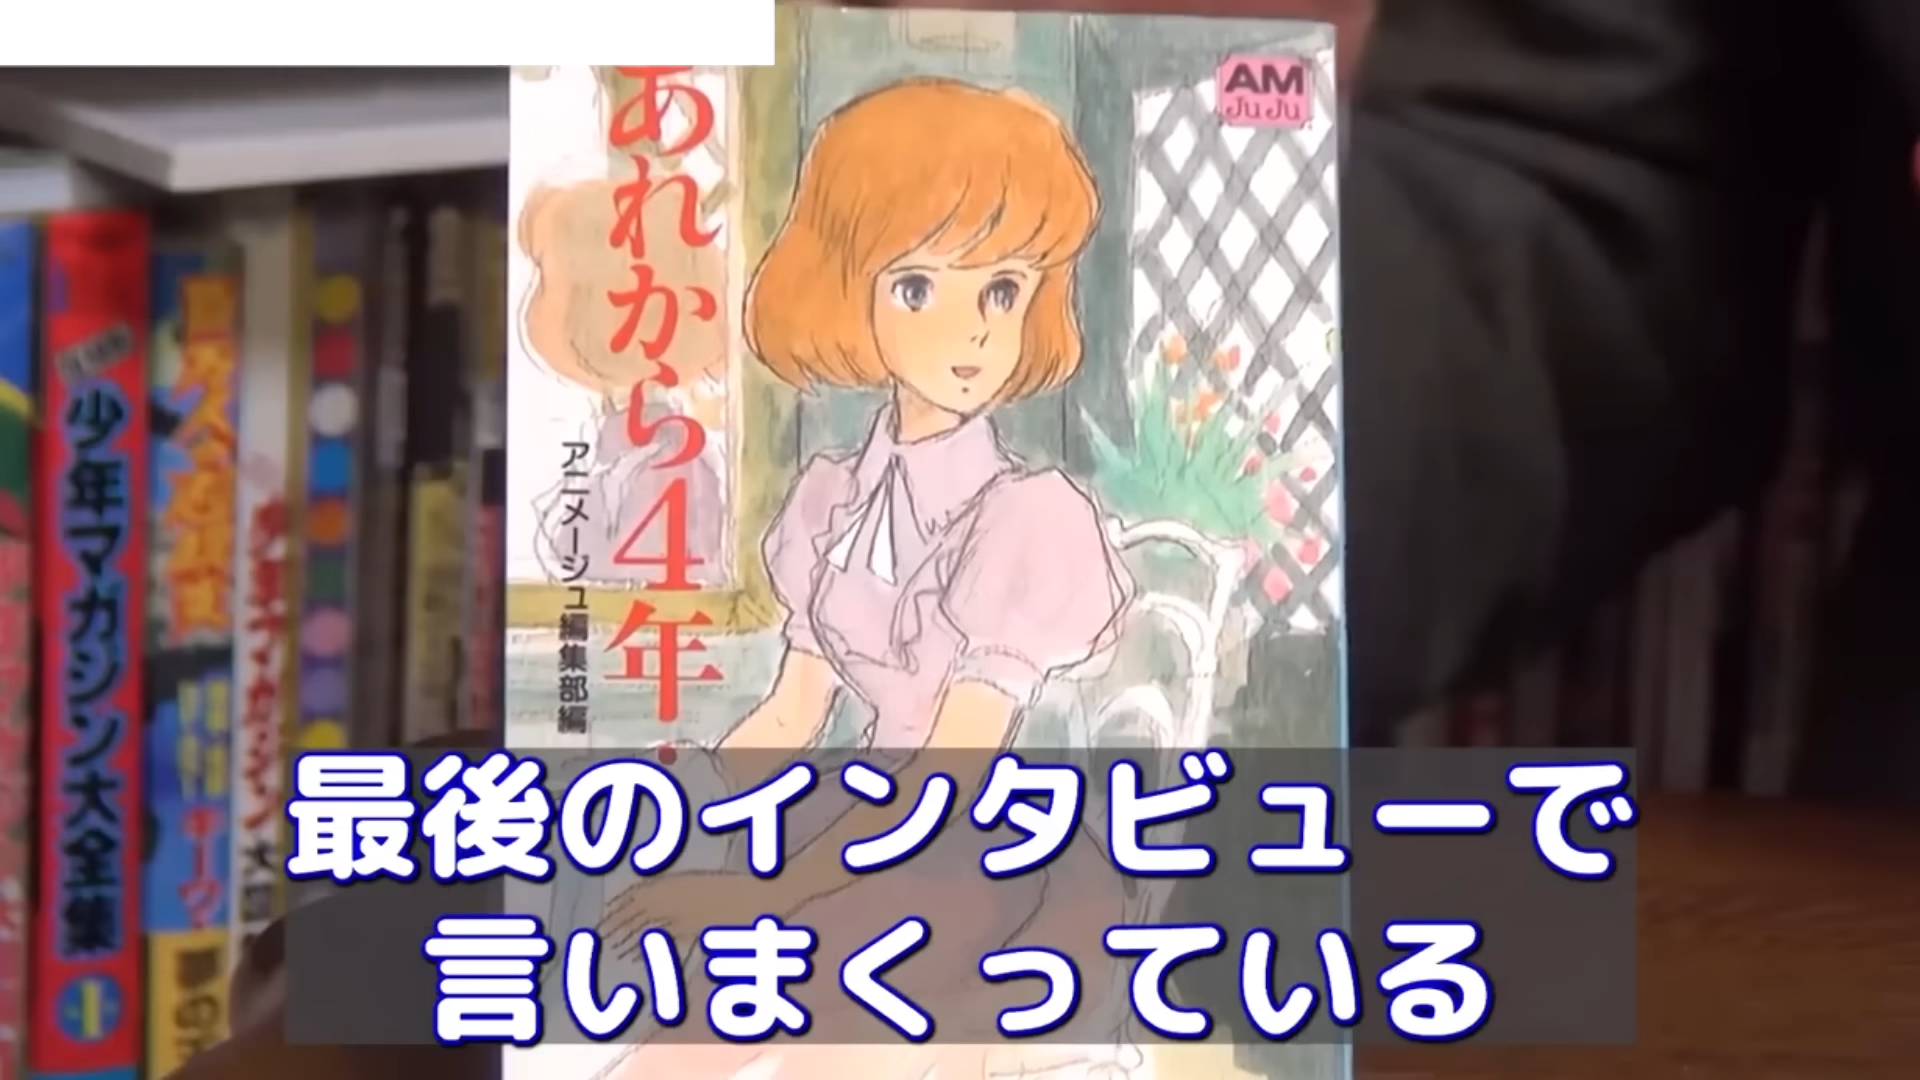 あれから4年‥
アニメージュ編集部編
AM
JuJu
少年マガジン大全集
1
最後のインタビューで
言いまくっている